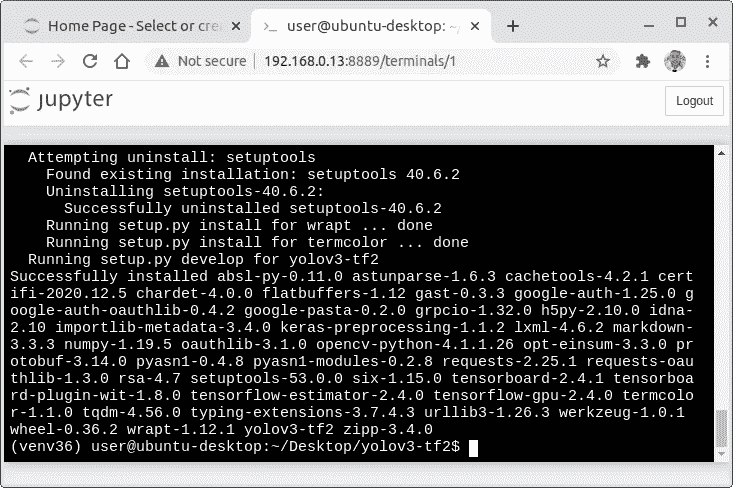 Home Page - Select or cre
user@ubuntu-desktop: ~/
Not secure | 192.168.0.13:8889/terminals/1
jupyter
Logout
Attempting uninstall: setuptools
Found existing installation: setuptools 40.6.2
Uninstalling setuptools-40.6.2:
Successfully uninstalled setuptools-40.6.2
Running setup.py install for wrapt ... done
Running setup.py install for termcolor ... done
Running setup.py develop for yolov3-tf2
Successfully installed absl-py-0.11.0 astunparse-1.6.3 cachetools-4.2.1 cert
ifi-2020.12.5 chardet-4.0.0 flatbuffers-1.12 gast-0.3.3 google-auth-1.25.0 g
oogle-auth-oauthlib-0.4.2 google-pasta-0.2.0 grpcio-1.32.0 h5py-2.10.0 idna-
2.10 importlib-metadata-3.4.0 keras-preprocessing-1.1.2 lxml-4.6.2 markdown-
3.3.3 numpy-1.19.5 oauthlib-3.1.0 opencv-python-4.1.1.26 opt-einsum-3.3.0 pr
otobuf-3.14.0 pyasn1-0.4.8 pyasn1-modules-0.2.8 requests-2.25.1 requests-oau
thlib-1.3.0 rsa-4.7 setuptools-53.0.0 six-1.15.0 tensorboard-2.4.1 tensorboa
rd-plugin-wit-1.8.0 tensorflow-estimator-2.4.0 tensorflow-gpu-2.4.0 termcolo
r-1.1.0 tqdm-4.56.0 typing-extensions-3.7.4.3 urllib3-1.26.3 werkzeug-1.0.1
wheel-0.36.2 wrapt-1.12.1 yolov3-tf2 zipp-3.4.0
(venv36) user@ubuntu-desktop:~/Desktop/yolov3-tf2$